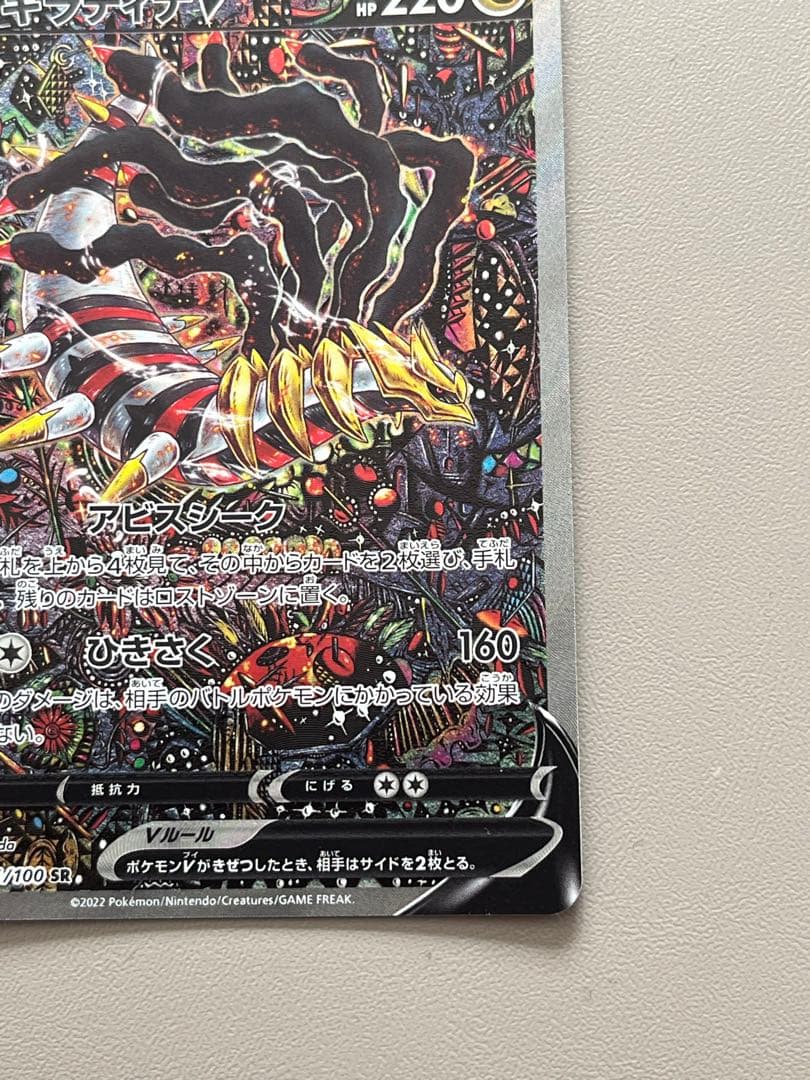 ギラティナV HP 220
アビスシーク
札を上から4枚見て、その中からカードを2枚選び、手札
、残りのカードはロストゾーンに置く。
ひきさく 160
のダメージは、相手のバトルポケモンにかかっている効果
ない。
抵抗力 にげる
Vルール
ポケモンVがきぜつしたとき、相手はサイドを2枚とる。
/100 SR
©2022 Pokémon/Nintendo/Creatures/GAME FREAK.